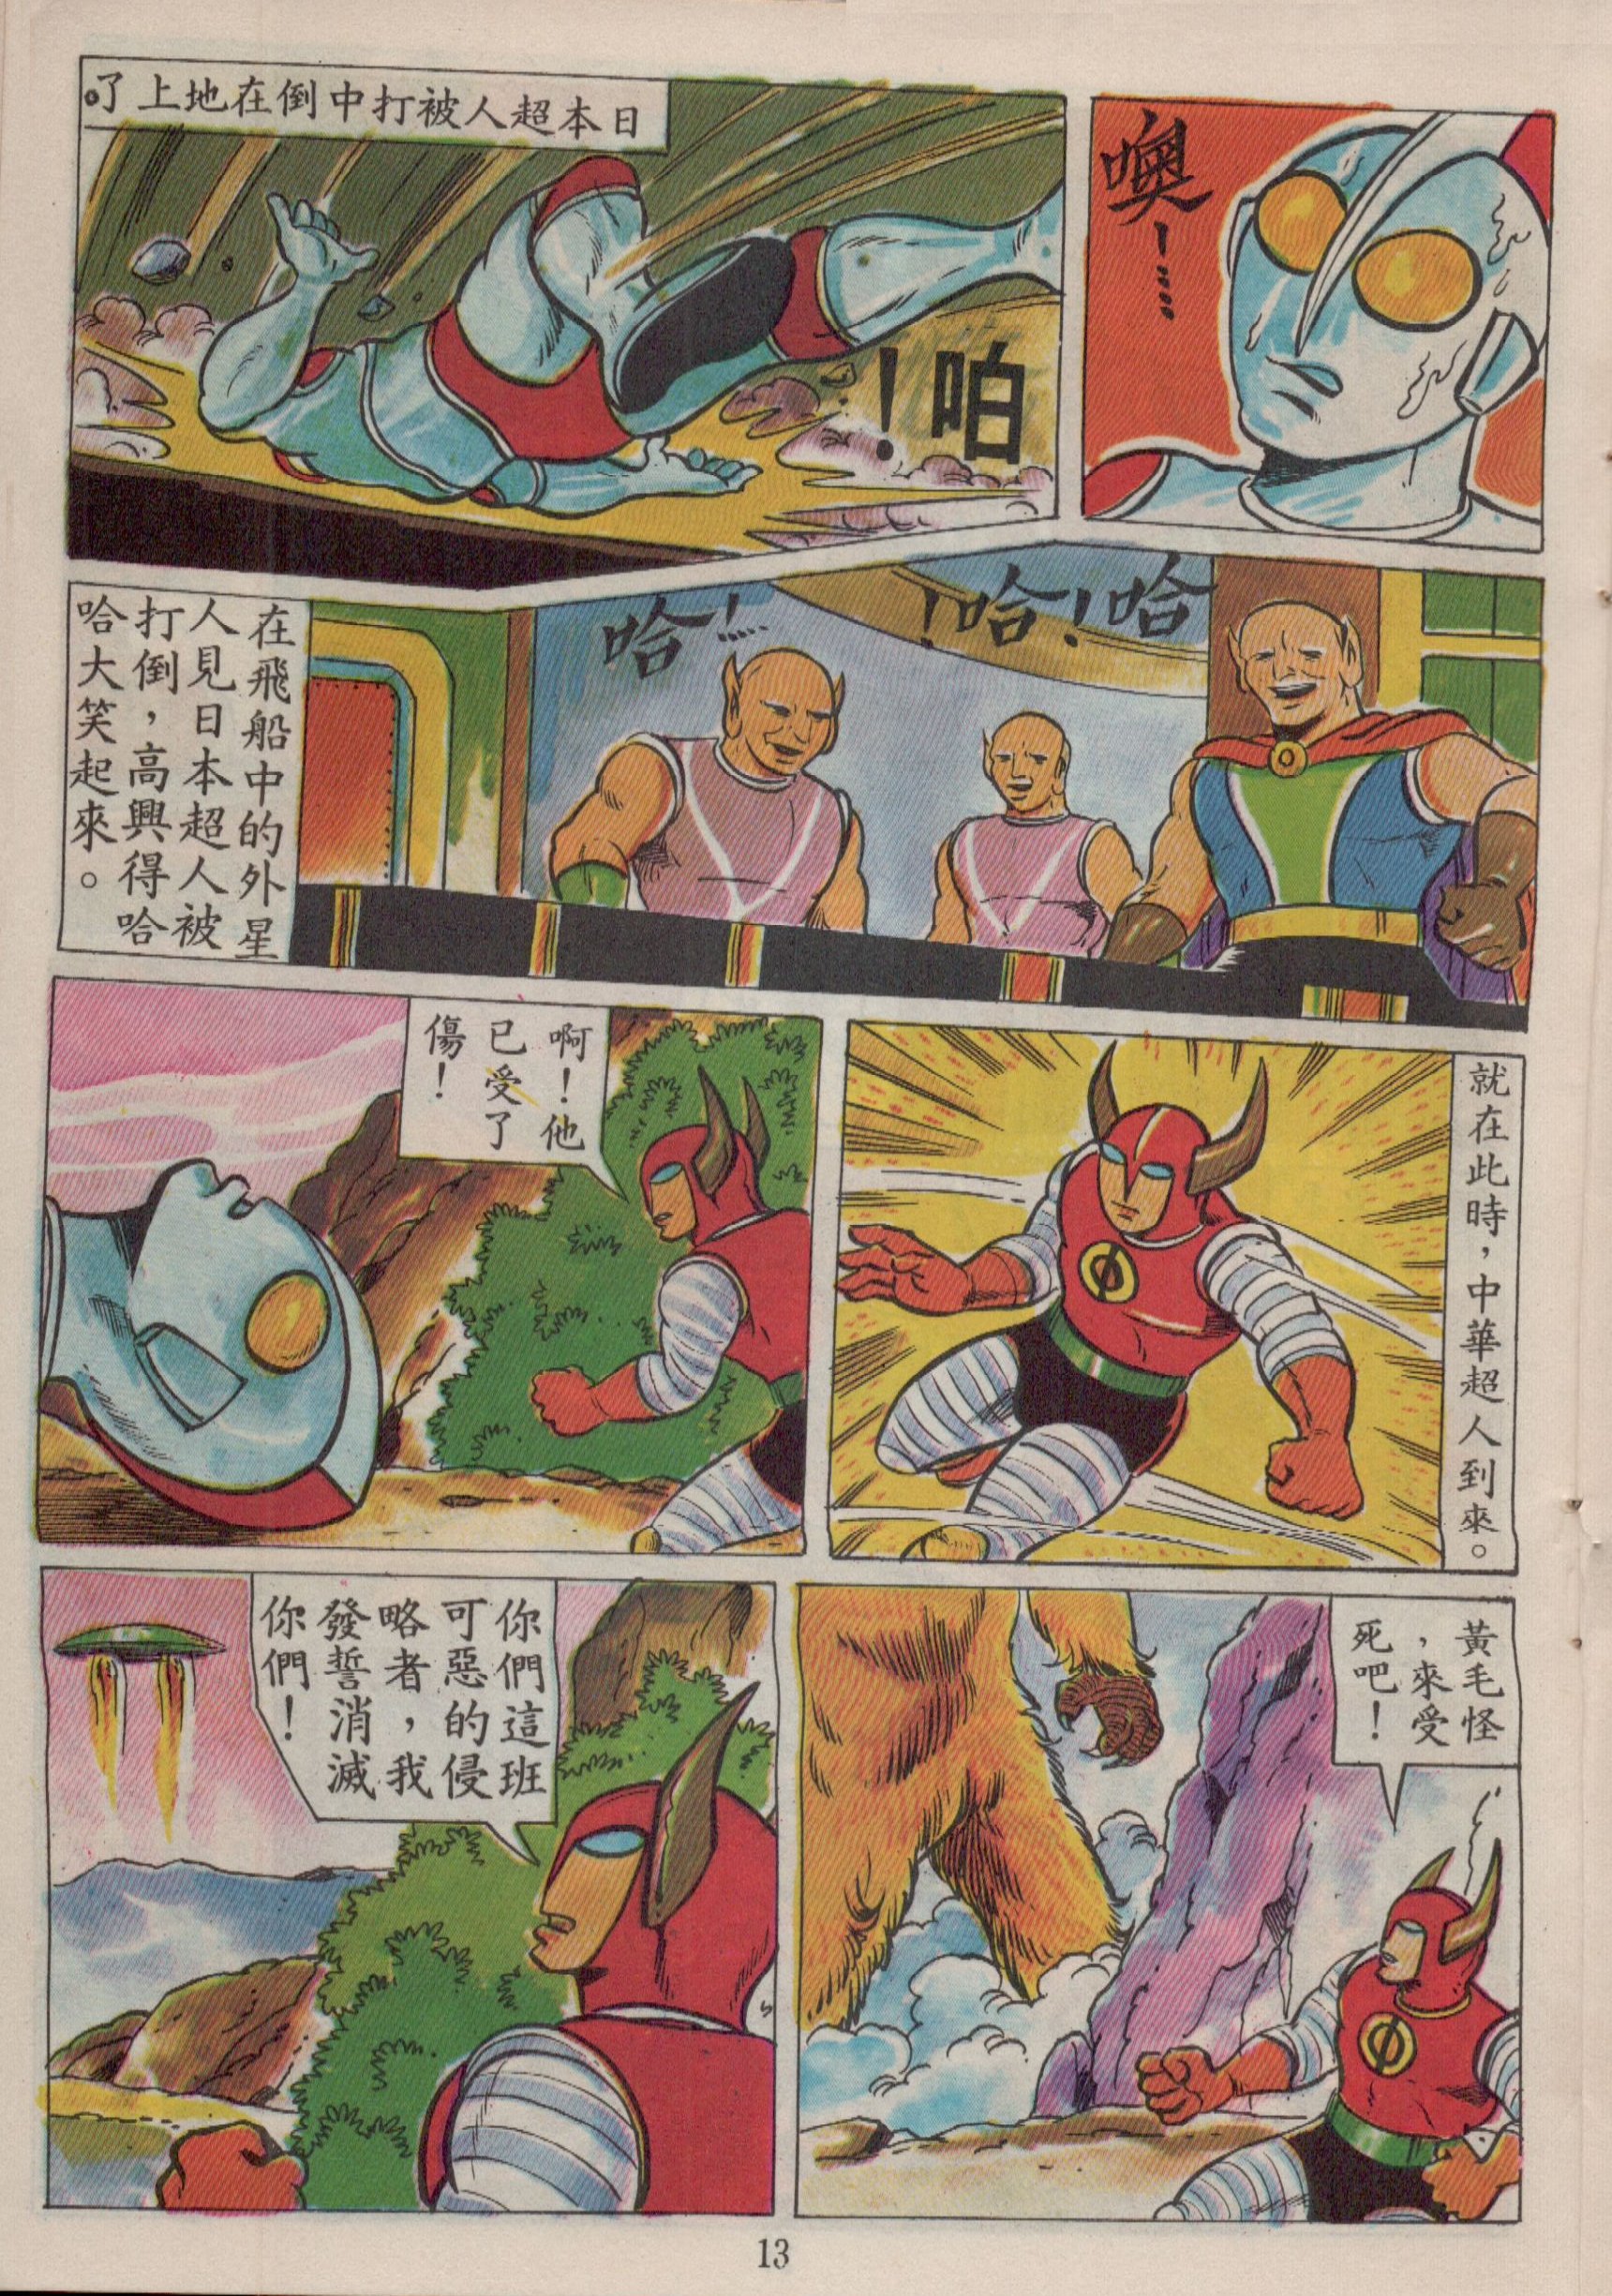 噢！……
日本超人被打中倒在地上了。
啪！
哈！哈！
哈！……
在飛船中的外星
人見日本超人被
打倒，高興得哈
哈大笑起來。
就在此時，中華超人到來。
啊！他
已受了
傷！
黃毛怪
，來受
死吧！
你們這班
可惡的侵
略者，我
發誓消滅
你們！
13